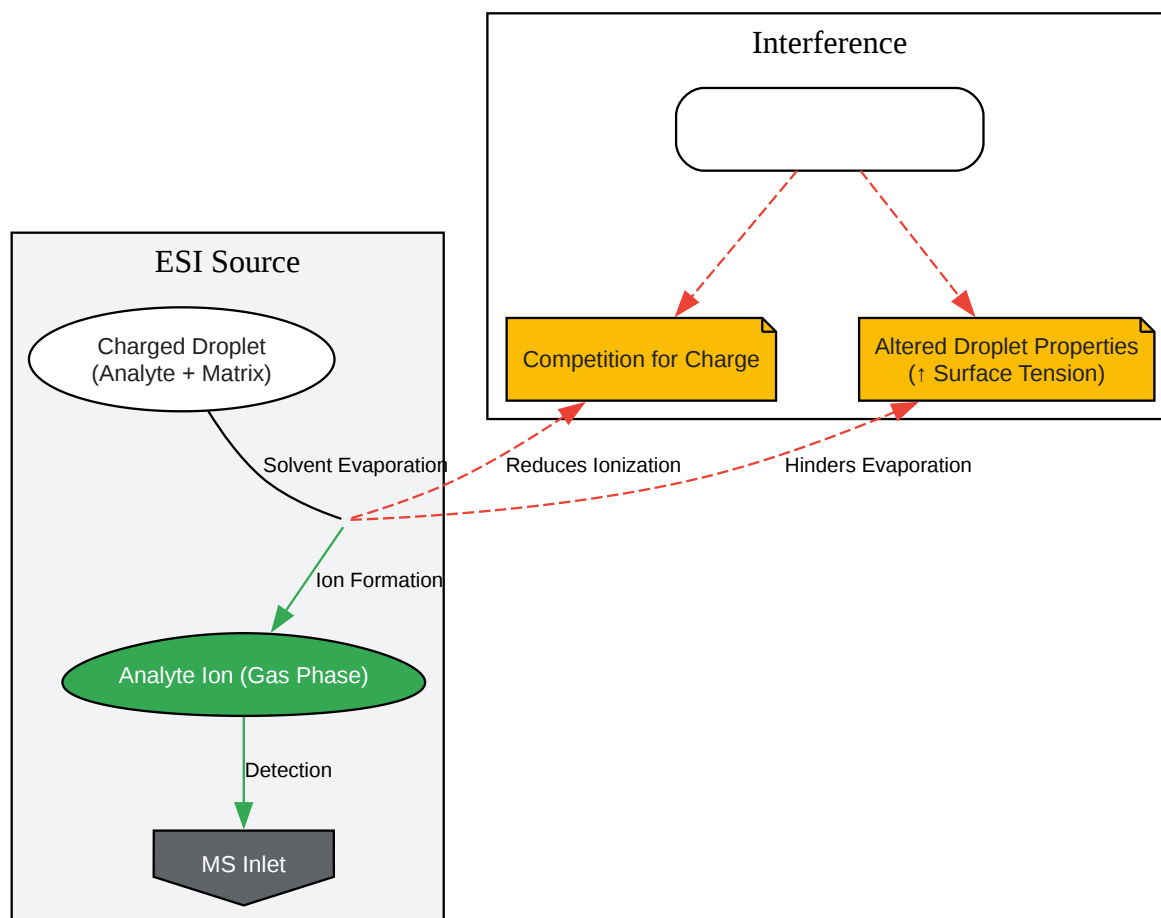 Interference
ESI Source
Charged Droplet
(Analyte + Matrix)
Competition for Charge
Altered Droplet Properties
(↑ Surface Tension)
Solvent Evaporation
Reduces Ionization
Hinders Evaporation
Ion Formation
Analyte Ion (Gas Phase)
Detection
MS Inlet